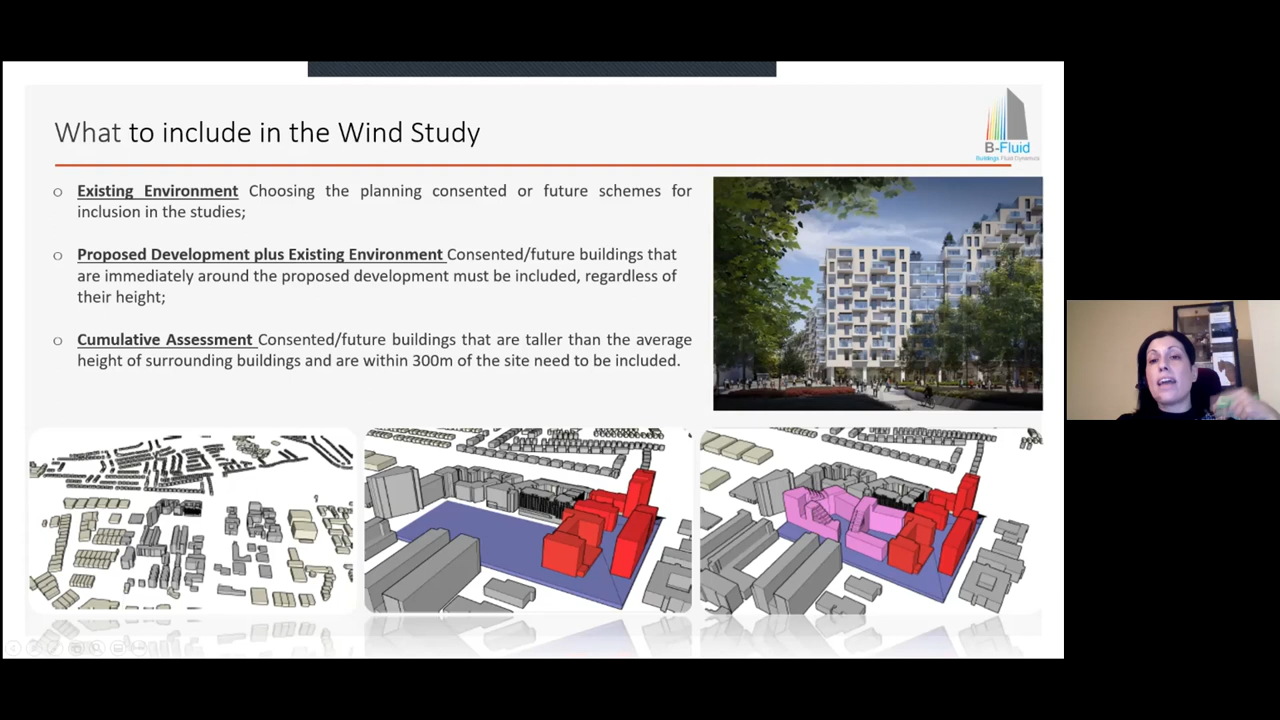 What to include in the Wind Study
B-Fluid
Buildings Fluid Dynamics
Existing Environment Choosing the planning consented or future schemes for
inclusion in the studies;
Proposed Development plus Existing Environment Consented/future buildings that
are immediately around the proposed development must be included, regardless of
their height;
Cumulative Assessment Consented/future buildings that are taller than the average
height of surrounding buildings and are within 300m of the site need to be included.